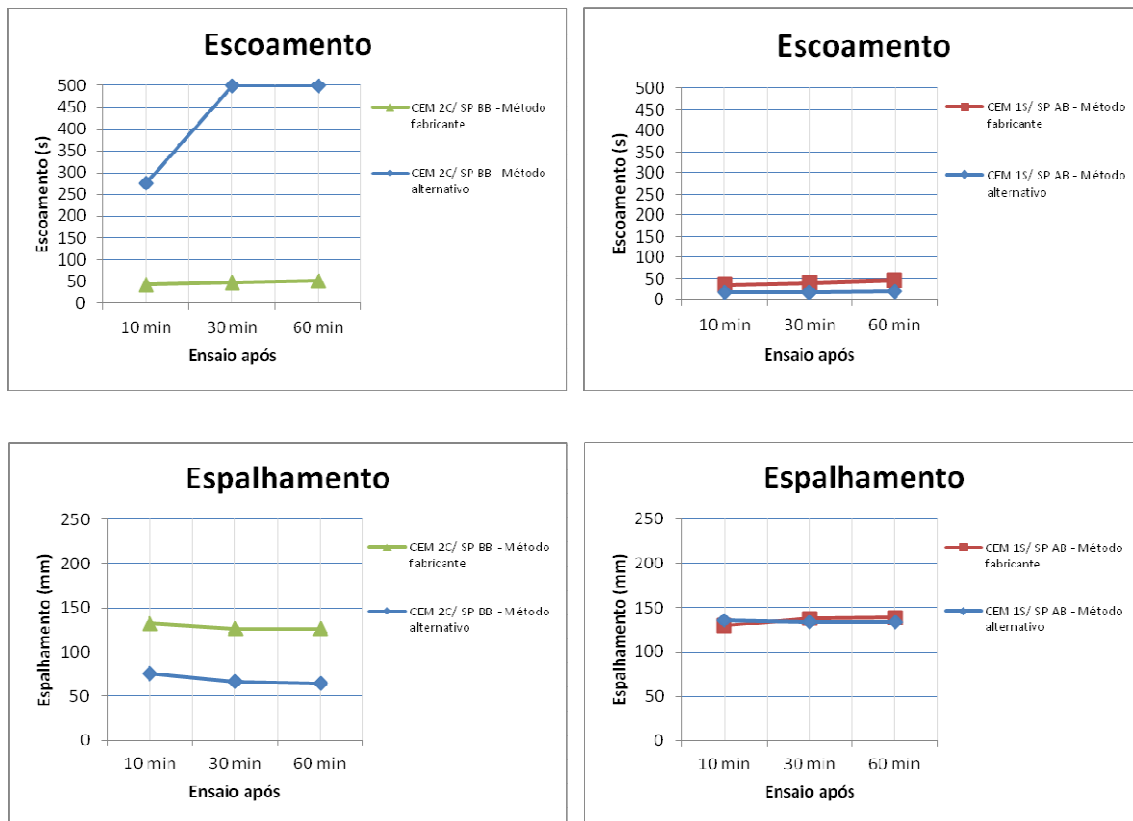 Escoamento
500
450
400
350
300
250
200
150
100
50
0
Escoamento (s)
10 min 30 min 60 min
Ensaio após
CEM 2C/ SP BB - Método
fabricante
CEM 2C/ SP BB - Método
alternativo
Escoamento
500
450
400
350
300
250
200
150
100
50
0
Escoamento (s)
10 min 30 min 60 min
Ensaio após
CEM 1S/ SP AB - Método
fabricante
CEM 1S/ SP AB - Método
alternativo
Espalhamento
250
200
150
100
50
0
Espalhamento (mm)
10 min 30 min 60 min
Ensaio após
CEM 2C/ SP BB - Método
fabricante
CEM 2C/ SP BB - Método
alternativo
Espalhamento
250
200
150
100
50
0
Espalhamento (mm)
10 min 30 min 60 min
Ensaio após
CEM 1S/ SP AB - Método
fabricante
CEM 1S/ SP AB - Método
alternativo